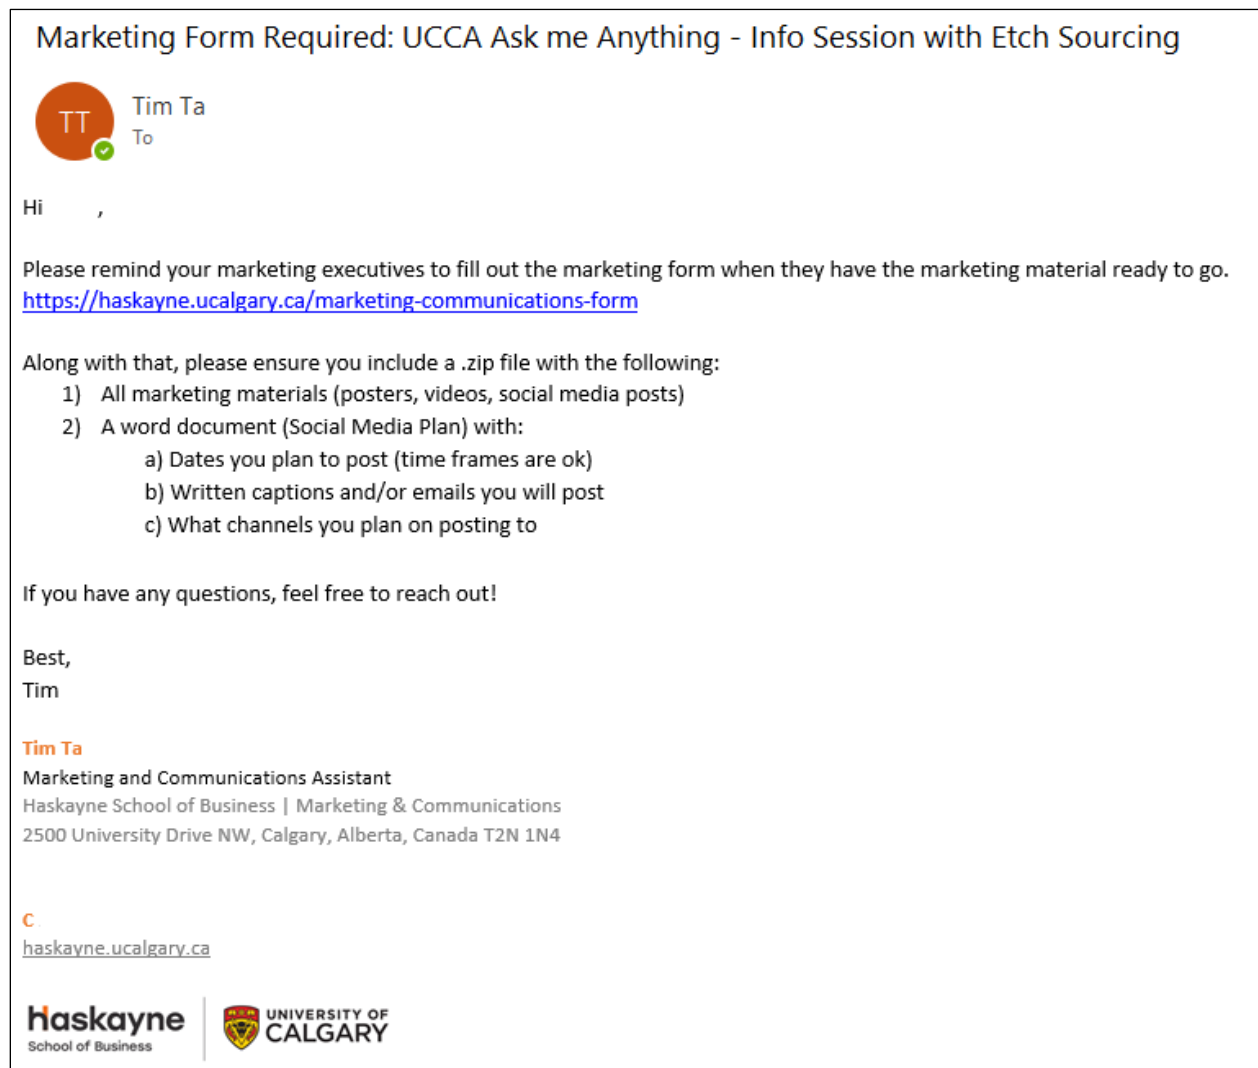 Marketing Form Required: UCCA Ask me Anything - Info Session with Etch Sourcing
TT
Tim Ta
To
Hi ,
Please remind your marketing executives to fill out the marketing form when they have the marketing material ready to go.
https://haskayne.ucalgary.ca/marketing-communications-form
Along with that, please ensure you include a .zip file with the following:
1) All marketing materials (posters, videos, social media posts)
2) A word document (Social Media Plan) with:
a) Dates you plan to post (time frames are ok)
b) Written captions and/or emails you will post
c) What channels you plan on posting to
If you have any questions, feel free to reach out!
Best,
Tim
Tim Ta
Marketing and Communications Assistant
Haskayne School of Business | Marketing & Communications
2500 University Drive NW, Calgary, Alberta, Canada T2N 1N4
C
haskayne.ucalgary.ca
Haskayne
School of Business
UNIVERSITY OF
CALGARY